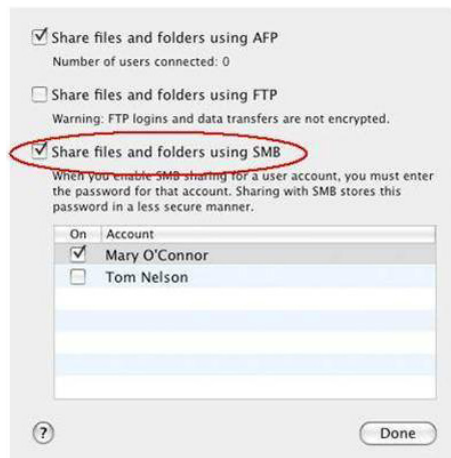 Share files and folders using AFP
Number of users connected: 0
Share files and folders using FTP
Warning: FTP logins and data transfers are not encrypted.
Share files and folders using SMB
When you enable SMB sharing for a user account, you must enter
the password for that account. Sharing with SMB stores this
password in a less secure manner.
On Account
Mary O'Connor
Tom Nelson
? Done